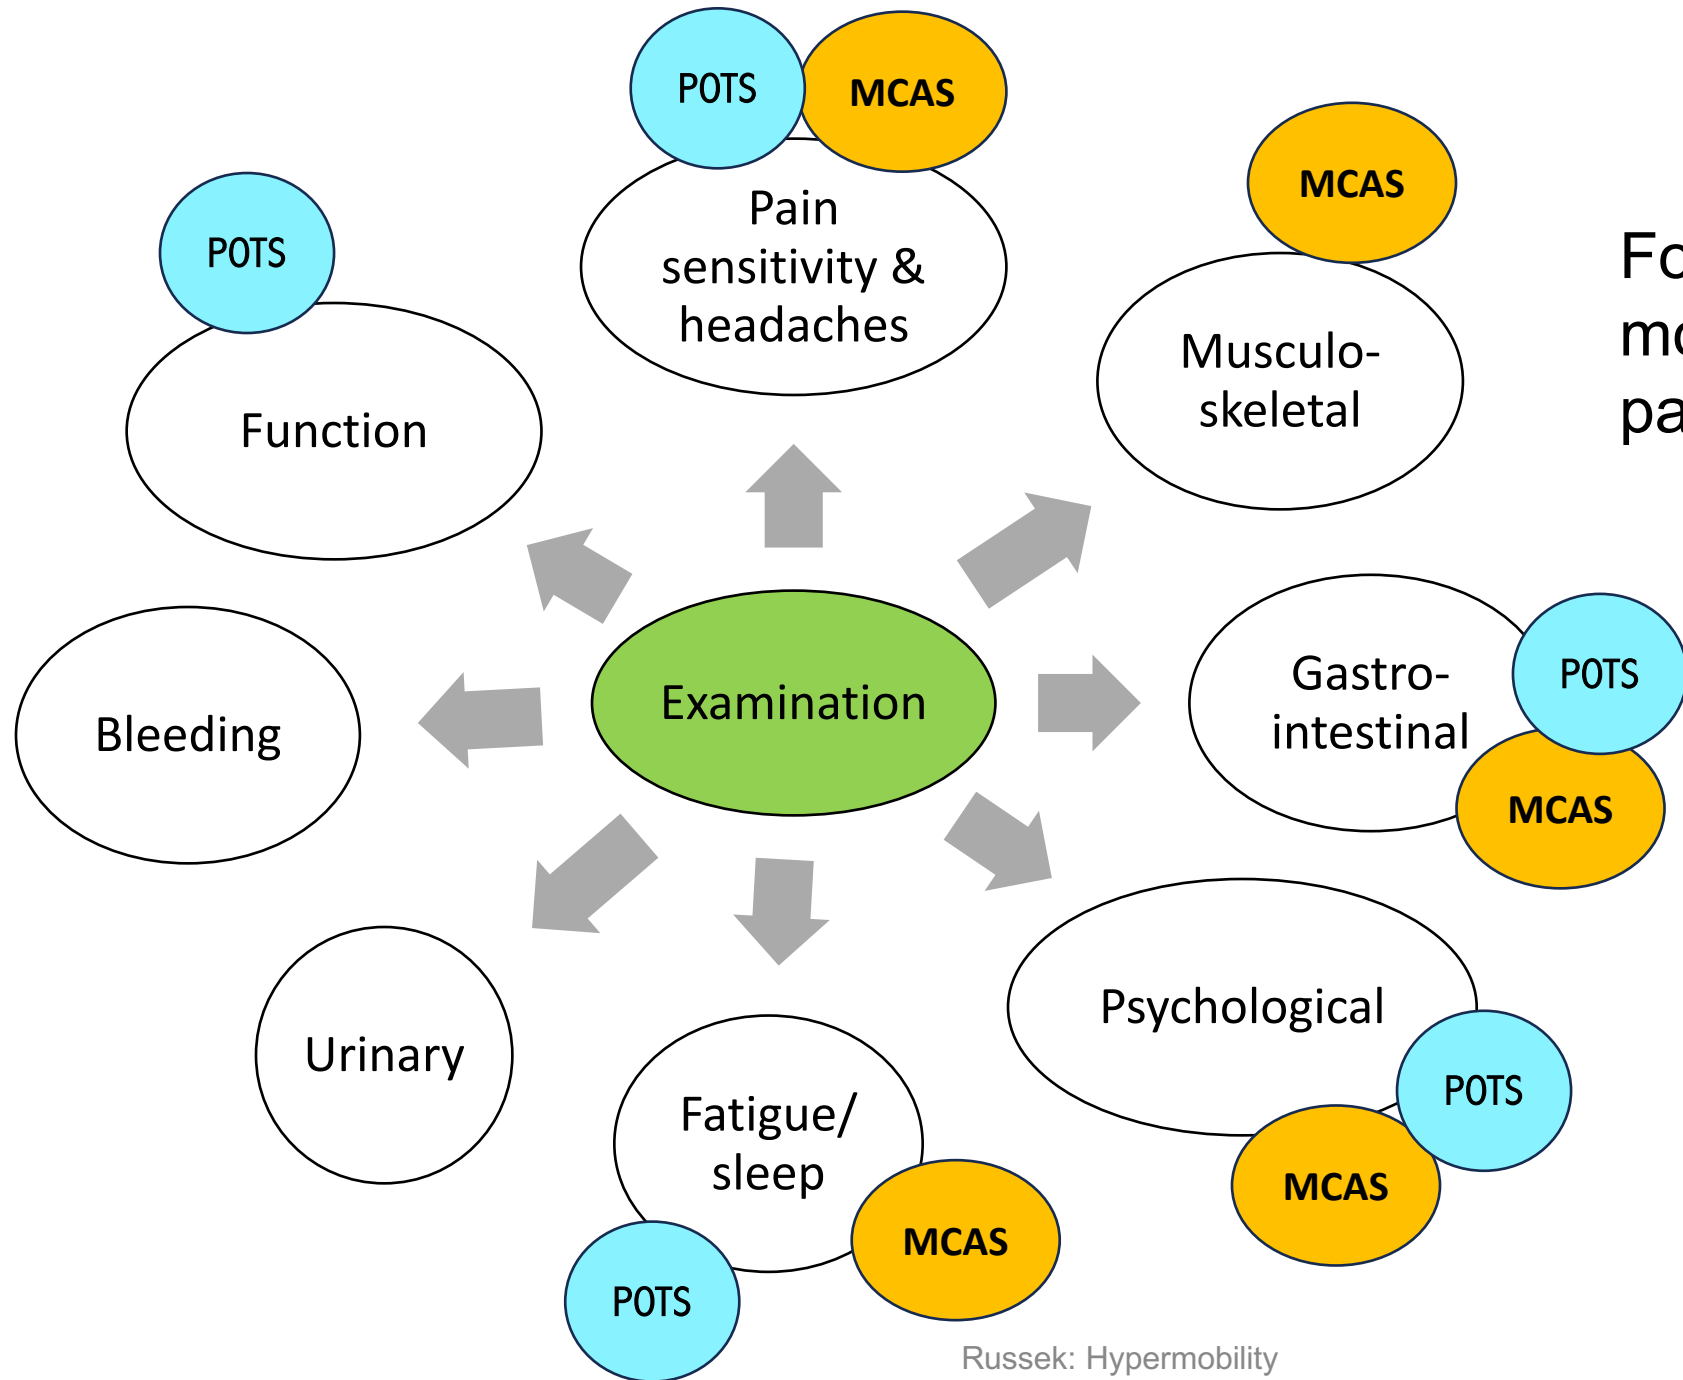 POTS
MCAS
Pain
sensitivity &
headaches
MCAS
Musculo-
skeletal
POTS
Function
Gastro-
intestinal
POTS
MCAS
Examination
Bleeding
Psychological
POTS
MCAS
Urinary
Fatigue/
sleep
MCAS
POTS
Russek: Hypermobility